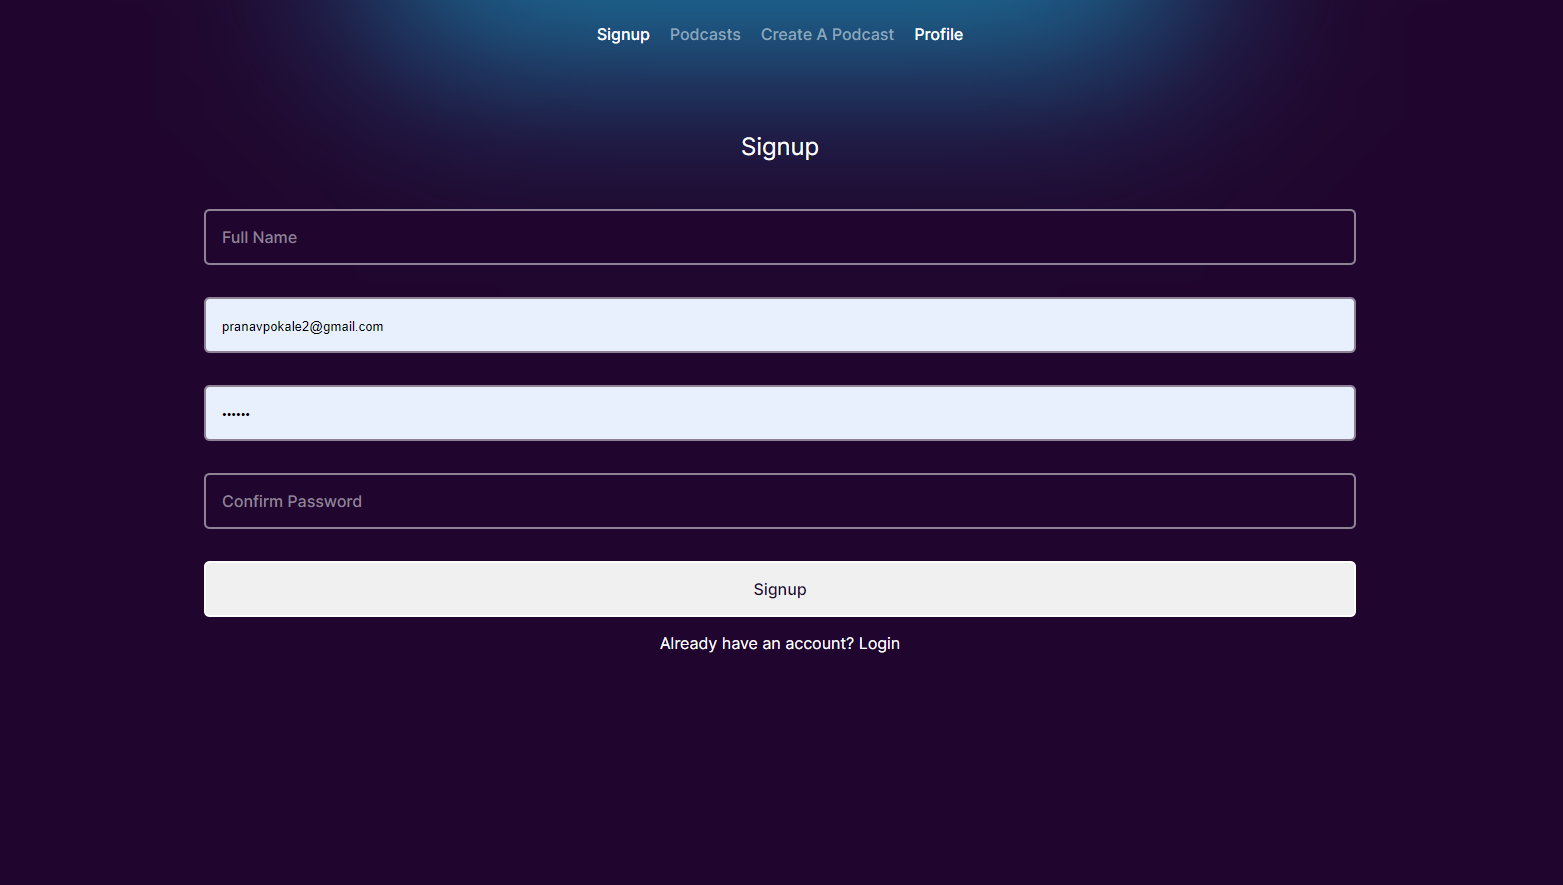 Signup Podcasts Create A Podcast Profile
Signup
Full Name
pranavpokale2@gmail.com
••••••
Confirm Password
Signup
Already have an account? Login